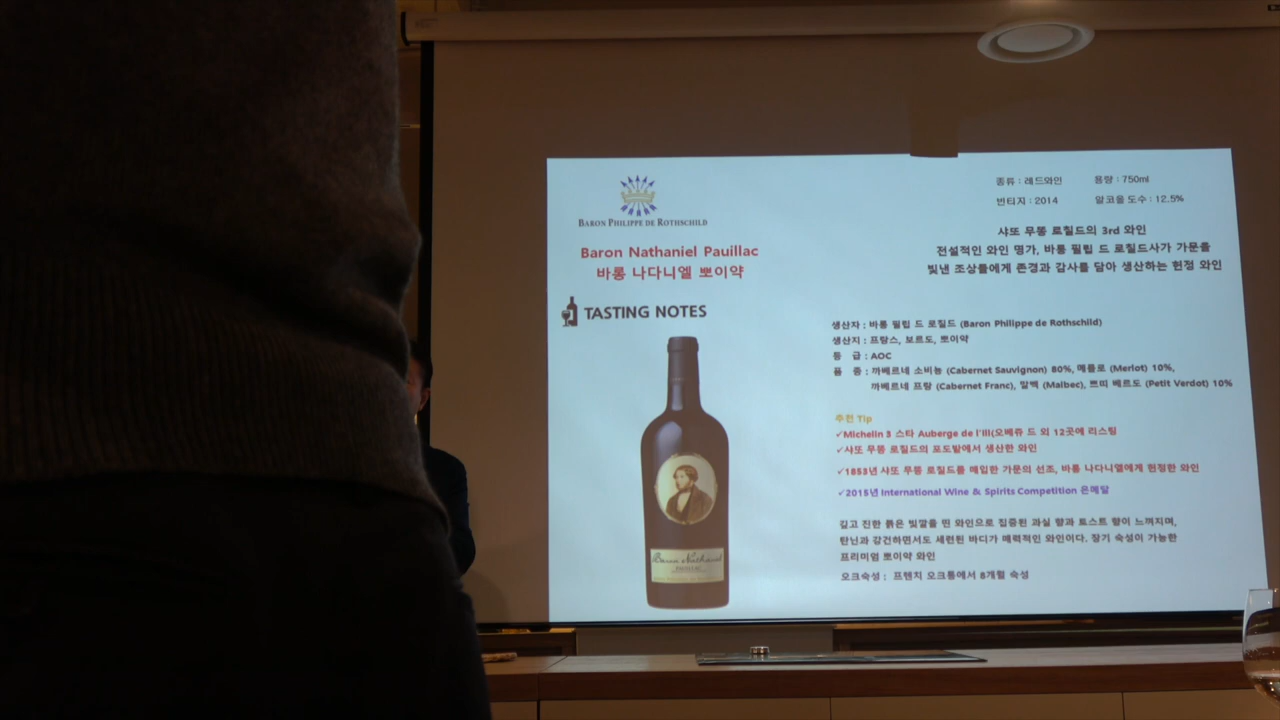 BARON PHILIPPE DE ROTHSCHILD
Baron Nathaniel Pauillac
바롱 나다니엘 뽀이약
TASTING NOTES
Baron Nathaniel
PAUILLAC
종류 : 레드와인 용량 : 750ml
빈티지 : 2014 알코올 도수 : 12.5%
샤또 무똥 로칠드의 3rd 와인
전설적인 와인 명가, 바롱 필립 드 로칠드사가 가문을
빛낸 조상들에게 존경과 감사를 담아 생산하는 헌정 와인
생산자 : 바롱 필립 드 로칠드 (Baron Philippe de Rothschild)
생산지 : 프랑스, 보르도, 뽀이약
등 급 : AOC
품 종 : 까베르네 소비뇽 (Cabernet Sauvignon) 80%, 메를로 (Merlot) 10%,
까베르네 프랑 (Cabernet Franc), 말벡 (Malbec), 쁘띠 베르도 (Petit Verdot) 10%
추천 Tip
✓Michelin 3 스타 Auberge de l'Ill(오베쥬 드 외 12곳에 리스팅
✓샤또 무똥 로칠드의 포도밭에서 생산한 와인
✓1853년 샤또 무똥 로칠드를 매입한 가문의 선조, 바롱 나다니엘에게 헌정한 와인
✓2015년 International Wine & Spirits Competition 은메달
깊고 진한 붉은 빛깔을 띤 와인으로 집중된 과실 향과 토스트 향이 느껴지며,
탄닌과 강건하면서도 세련된 바디가 매력적인 와인이다. 장기 숙성이 가능한
프리미엄 뽀이약 와인
오크숙성 : 프렌치 오크통에서 8개월 숙성